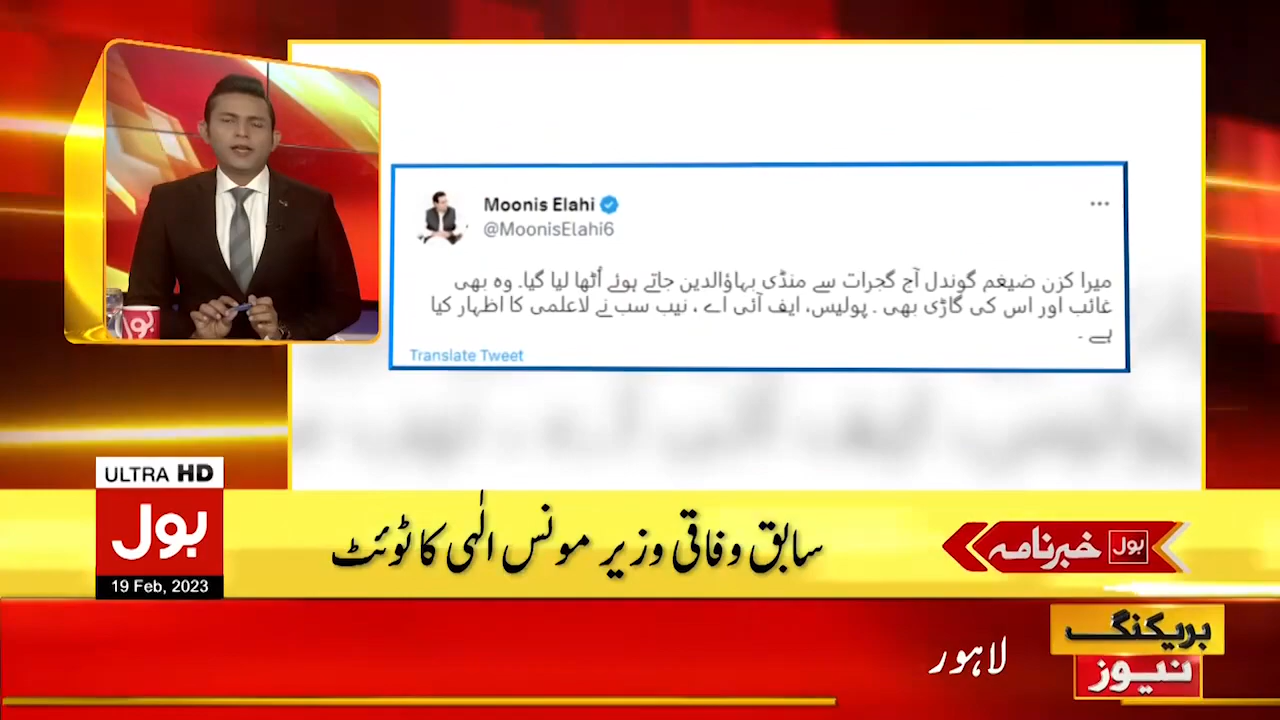 Moonis Elahi
@MoonisElahi6
میرا کزن ضیغم گوندل آج گجرات سے منڈی بہاؤالدین جاتے ہوئے اُٹھا لیا گیا۔ وہ بھی
غائب اور اس کی گاڑی بھی ۔ پولیس، ایف آئی اے ، نیب سب نے لاعلمی کا اظہار کیا
ہے ۔
Translate Tweet
بول
ULTRA HD
بول
19 Feb, 2023
سابق وفاقی وزیر مونس الٰہی کا ٹوئٹ
بول خبرنامہ
بریکنگ
نیوز
لاہور